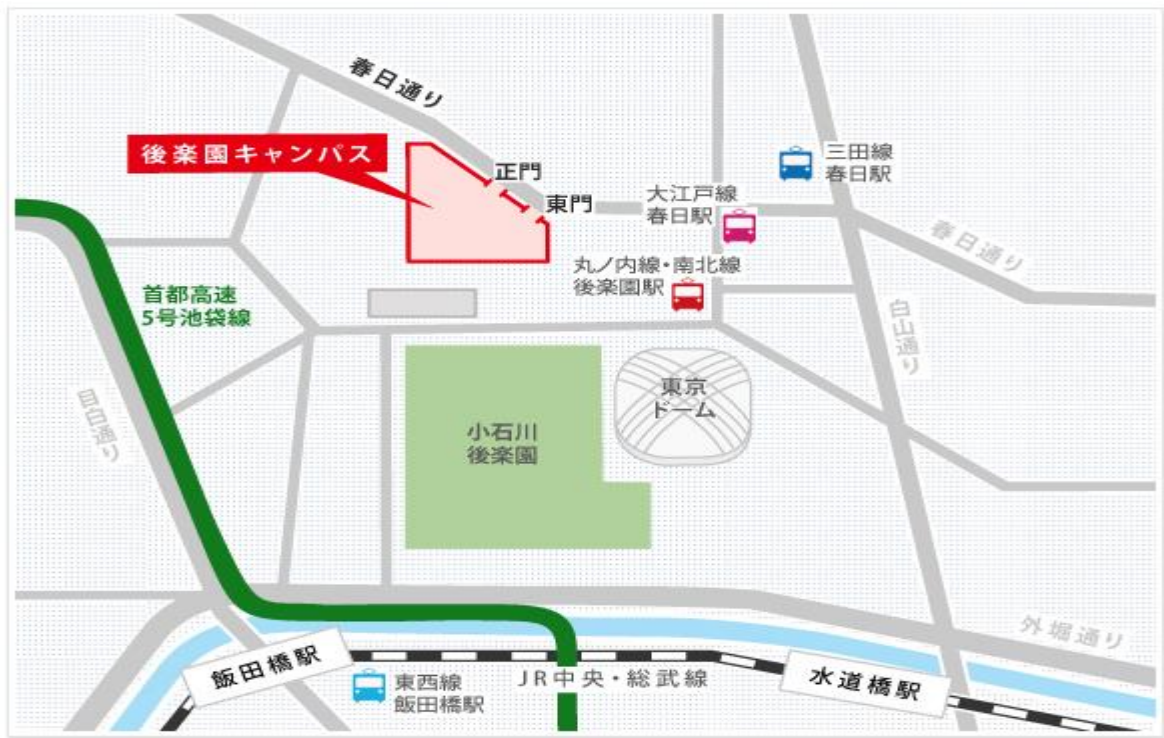 春日通り
後楽園キャンパス
正門
東門
三田線
春日駅
大江戸線
春日駅
春日通り
丸ノ内線・南北線
後楽園駅
首都高速
5号池袋線
白山通り
目白通り
東京
ドーム
小石川
後楽園
外堀通り
飯田橋駅
東西線
飯田橋駅
JR中央・総武線
水道橋駅